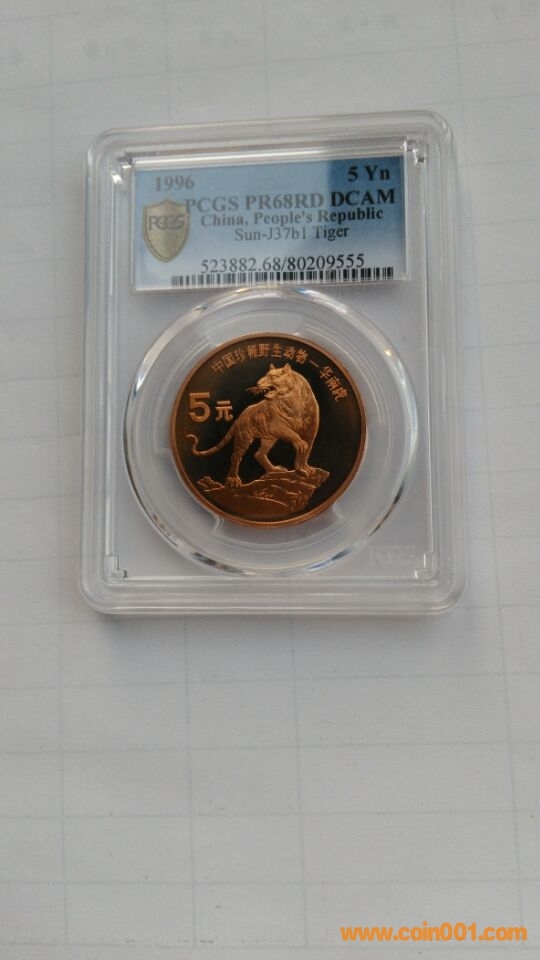 1996 5 Yn
PCGS PR68RD DCAM
China, People's Republic
Sun-J37b1 Tiger
PCGS
523882.68/80209555
中国珍稀野生动物—华南虎
5元
www.coin001.com